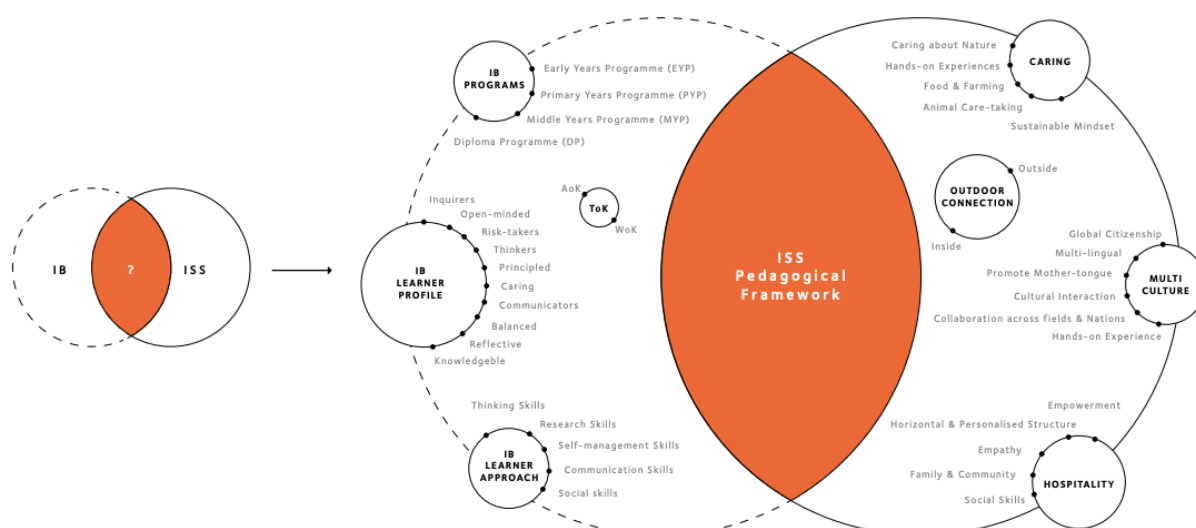 IB
?
ISS
IB
PROGRAMS
Early Years Programme (EYP)
Primary Years Programme (PYP)
Middle Years Programme (MYP)
Diploma Programme (DP)
AoK
ToK
WoK
IB
LEARNER
PROFILE
Inquirers
Open-minded
Risk-takers
Thinkers
Principled
Caring
Communicators
Balanced
Reflective
Knowledgeble
IB
LEARNER
APPROACH
Thinking Skills
Research Skills
Self-management Skills
Communication Skills
Social skills
ISS
Pedagogical
Framework
CARING
Caring about Nature
Hands-on Experiences
Food & Farming
Animal Care-taking
Sustainable Mindset
OUTDOOR
CONNECTION
Outside
Inside
MULTI
CULTURE
Global Citizenship
Multi-lingual
Promote Mother-tongue
Cultural Interaction
Collaboration across fields & Nations
Hands-on Experience
HOSPITALITY
Empowerment
Horizontal & Personalised Structure
Empathy
Family & Community
Social Skills